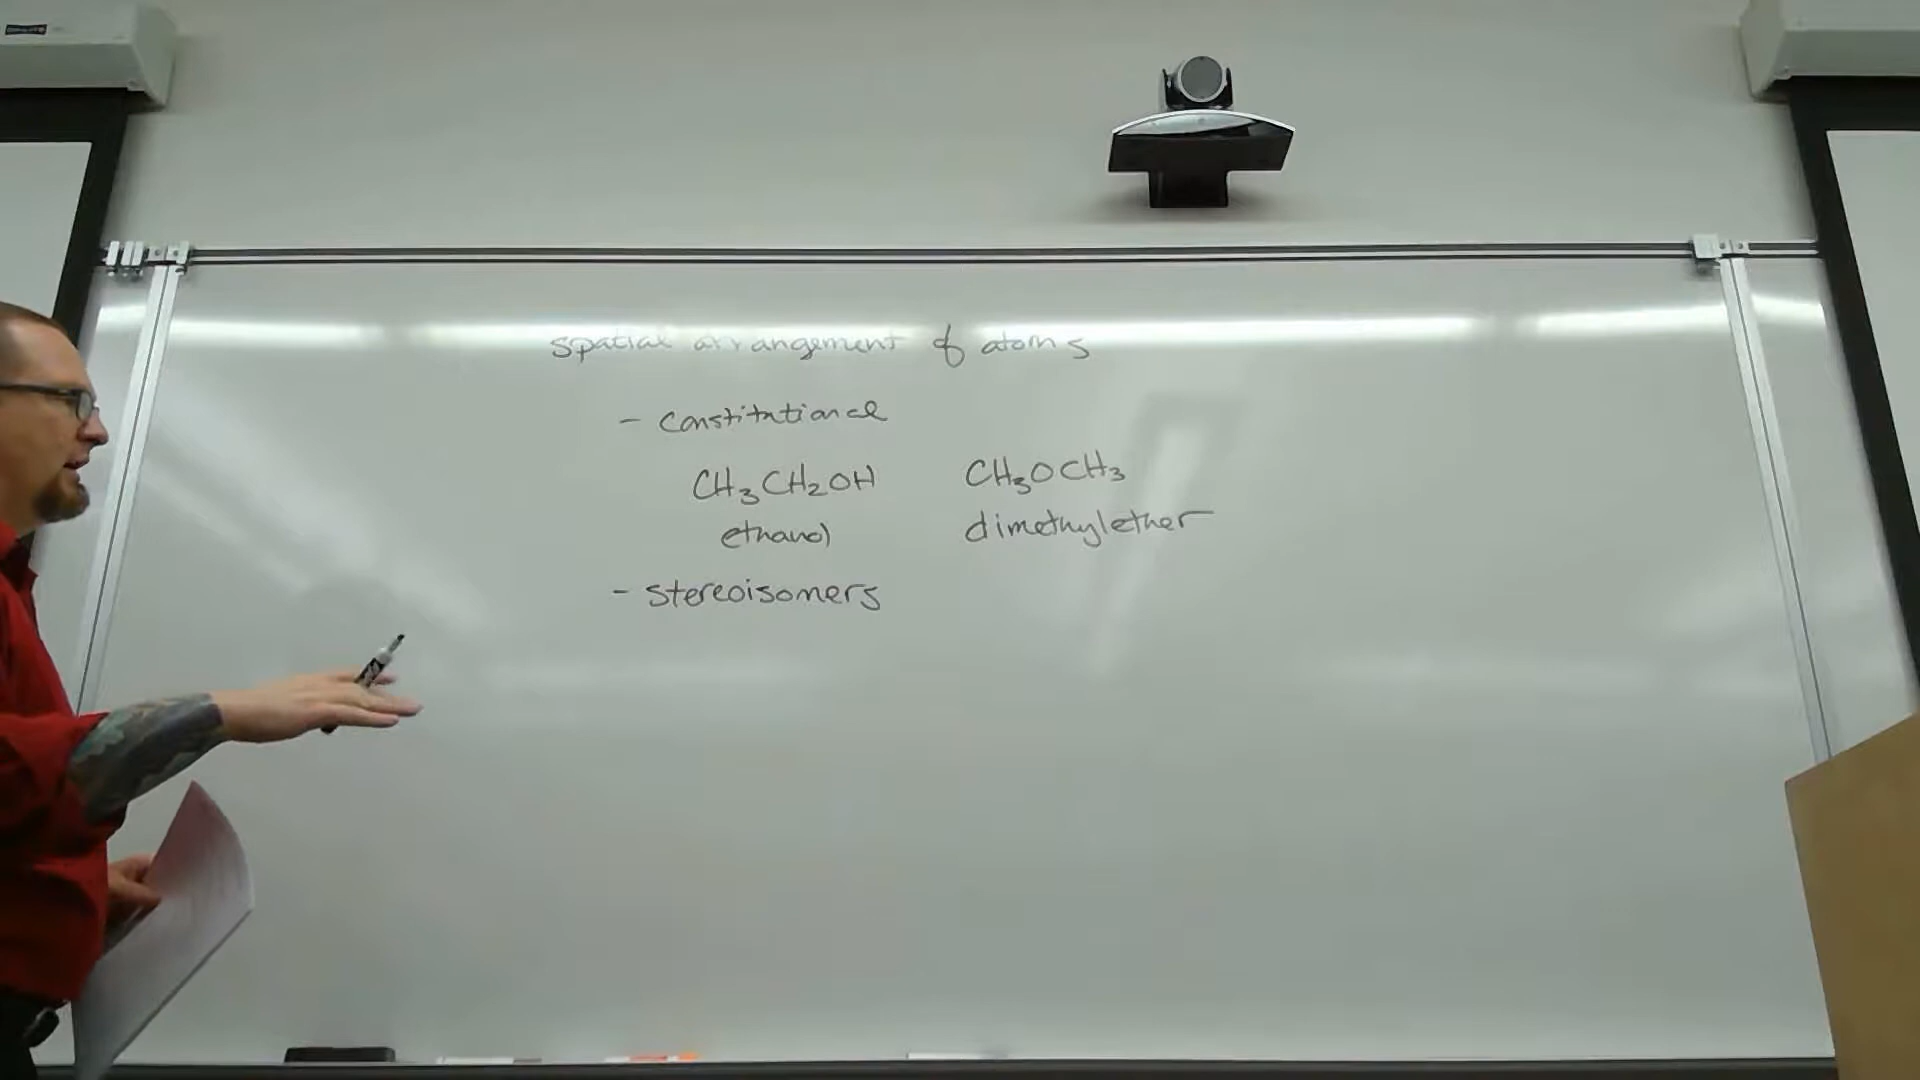 spatial arrangement of atoms
- constitutional
CH3CH2OH CH3OCH3
ethanol dimethylether
- stereoisomers